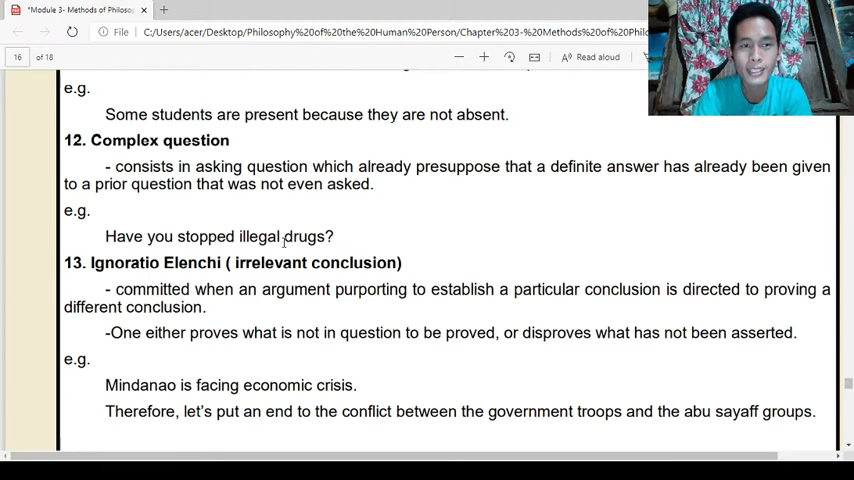 *Module 3- Methods of Philosop
File
C:/Users/acer/Desktop/Philosophy%20of%20the%20Human%20Person/Chapter%203-%20Methods%20of%20Phil
16 of 18
Read aloud
e.g.
Some students are present because they are not absent.
12. Complex question
- consists in asking question which already presuppose that a definite answer has already been given
to a prior question that was not even asked.
e.g.
Have you stopped illegal drugs?
13. Ignoratio Elenchi ( irrelevant conclusion)
- committed when an argument purporting to establish a particular conclusion is directed to proving a
different conclusion.
-One either proves what is not in question to be proved, or disproves what has not been asserted.
e.g.
Mindanao is facing economic crisis.
Therefore, let's put an end to the conflict between the government troops and the abu sayaff groups.